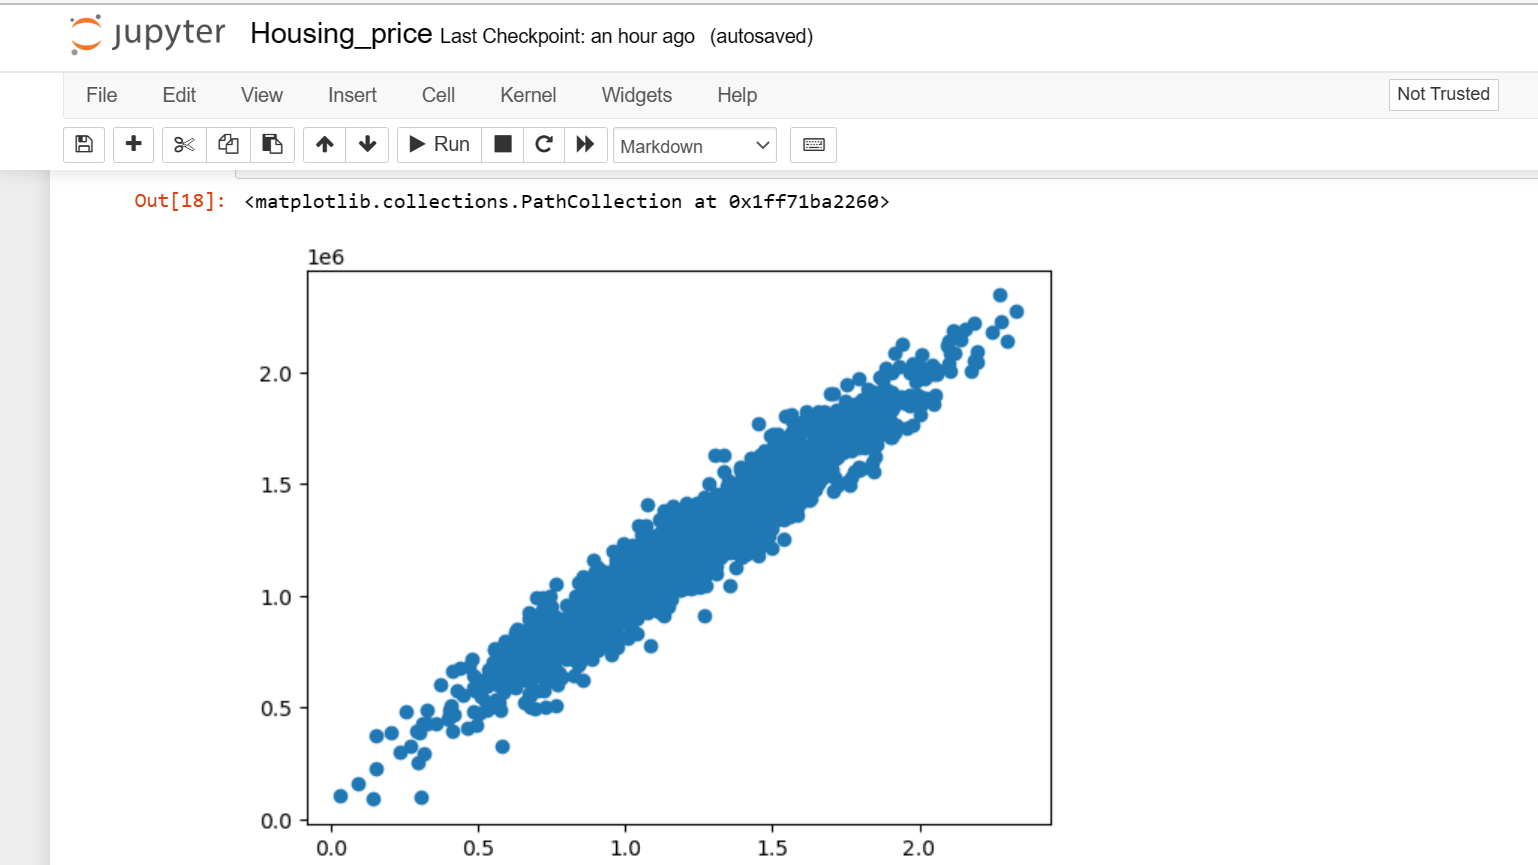 jupyter Housing_price Last Checkpoint: an hour ago (autosaved)
File Edit View Insert Cell Kernel Widgets Help Not Trusted
Run Markdown
Out[18]: <matplotlib.collections.PathCollection at 0x1ff71ba2260>
1e6
2.0
1.5
1.0
0.5
0.0
0.0 0.5 1.0 1.5 2.0